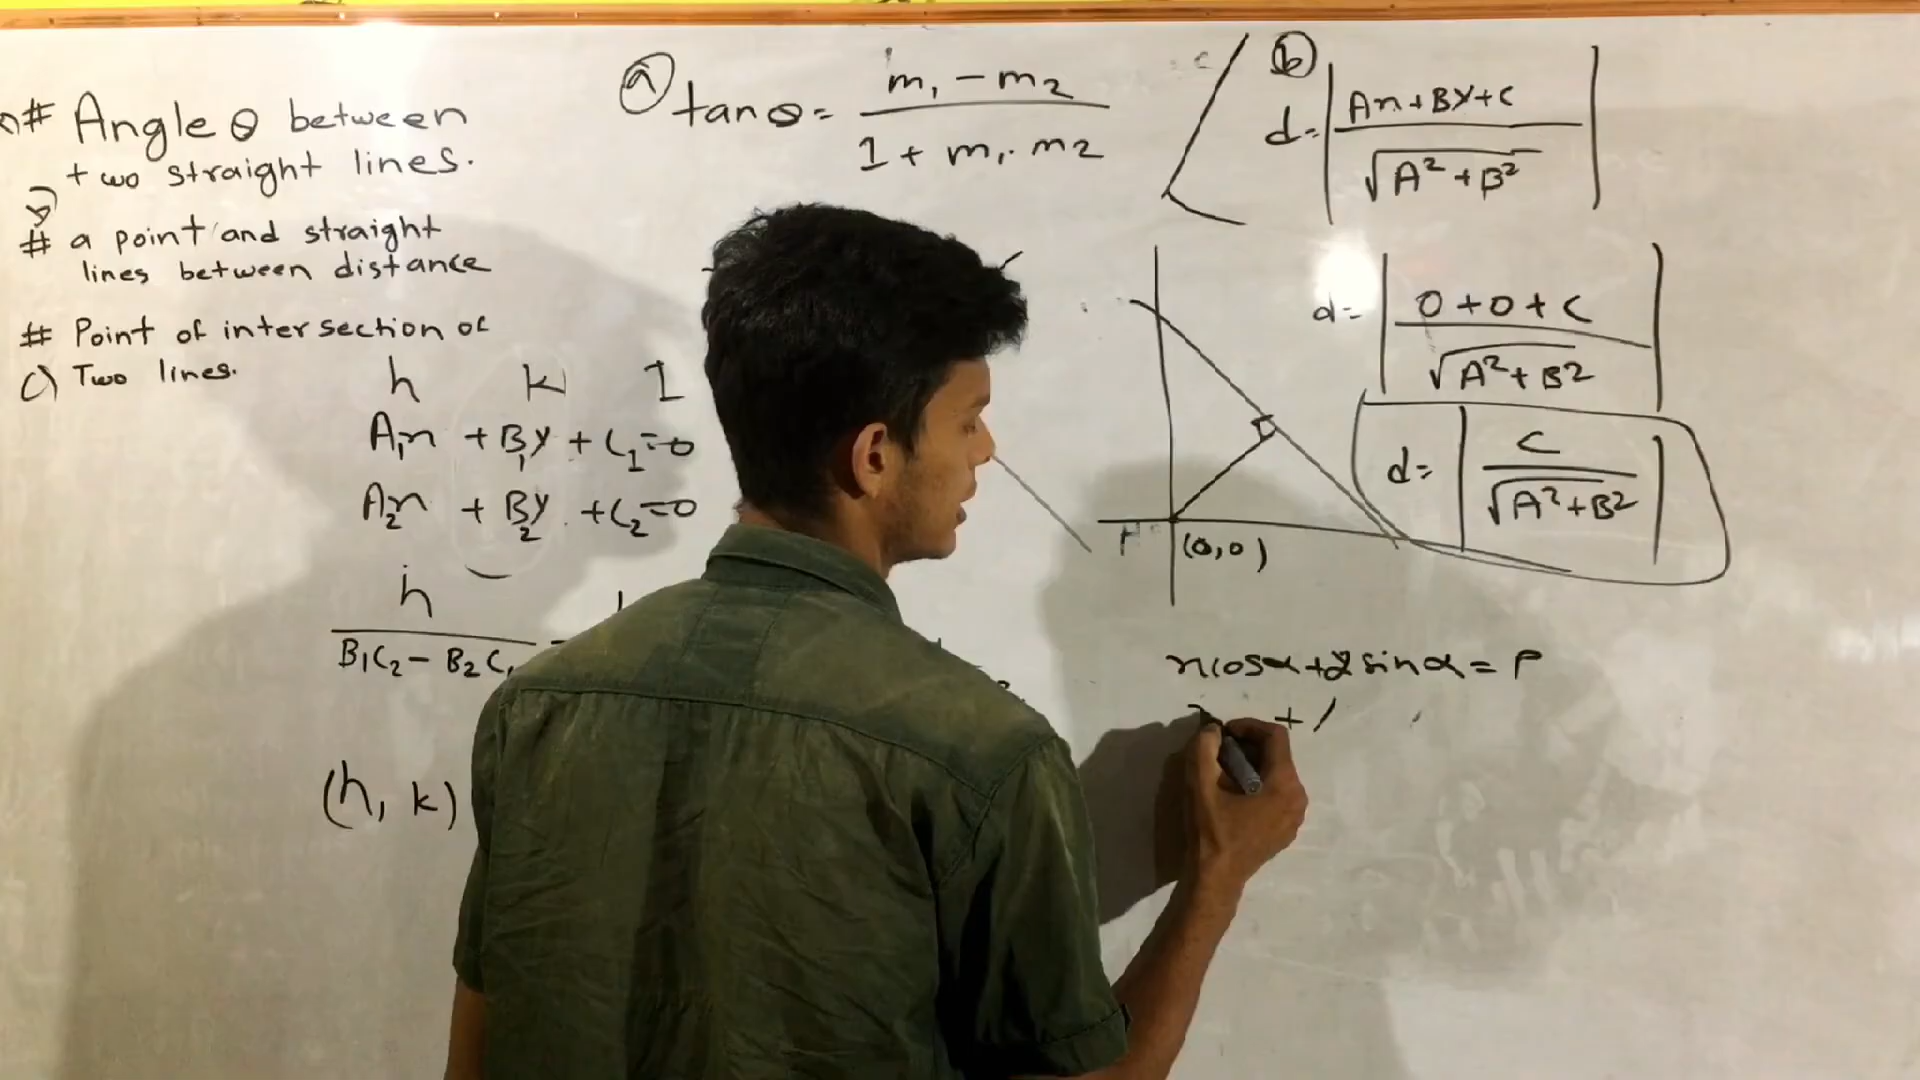 # Angle θ between
two straight lines.
# a point and straight
lines between distance
# Point of intersection of
c) Two lines.
h k 1
A₁x + B₁y + C₁=0
A₂x + B₂y + C₂=0
h
B₁C₂ - B₂C₁
(h, k)
a tanθ = m₁ - m₂ / 1 + m₁. m₂
b
d = | Ax + By + C / √A² + B² |
d = | 0 + 0 + C / √A² + B² |
d = | C / √A² + B² |
(0,0)
xcosα + y sinα = P